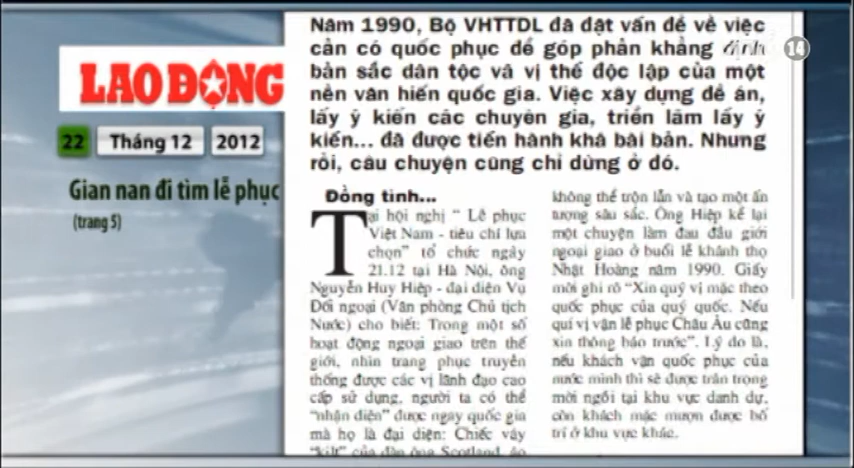 LAO ĐỘNG
22 Tháng 12 2012
Gian nan đi tìm lễ phục
(trang 5)
14
Năm 1990, Bộ VHTTDL đã đặt vấn đề về việc
cần có quốc phục để góp phần khẳng định
bản sắc dân tộc và vị thế độc lập của một
nền văn hiến quốc gia. Việc xây dựng đề án,
lấy ý kiến các chuyên gia, triển lãm lấy ý
kiến... đã được tiến hành khá bài bản. Nhưng
rồi, câu chuyện cũng chỉ dừng ở đó.
Đồng tình...
Tại hội nghị “ Lễ phục
Việt Nam - tiêu chí lựa
chọn” tổ chức ngày
21.12 tại Hà Nội, ông
Nguyễn Huy Hiệp - đại diện Vụ
Đối ngoại (Văn phòng Chủ tịch
Nước) cho biết: Trong một số
hoạt động ngoại giao trên thế
giới, nhìn trang phục truyền
thống được các vị lãnh đạo cao
cấp sử dụng, người ta có thể
“nhận diện” được ngay quốc gia
mà họ là đại diện: Chiếc váy
“kilt” của đàn ông Scotland, áo
không thể trộn lẫn và tạo một ấn
tượng sâu sắc. Ông Hiệp kể lại
một chuyện làm đau đầu giới
ngoại giao ở buổi lễ khánh thọ
Nhật Hoàng năm 1990. Giấy
mời ghi rõ “Xin quý vị mặc theo
quốc phục của quý quốc. Nếu
quí vị vận lễ phục Châu Âu cũng
xin thông báo trước”. Lý do là,
nếu khách vận quốc phục của
nước mình thì sẽ được trân trọng
mời ngồi tại khu vực danh dự,
còn khách mặc mượn được bố
trí ở khu vực khác.